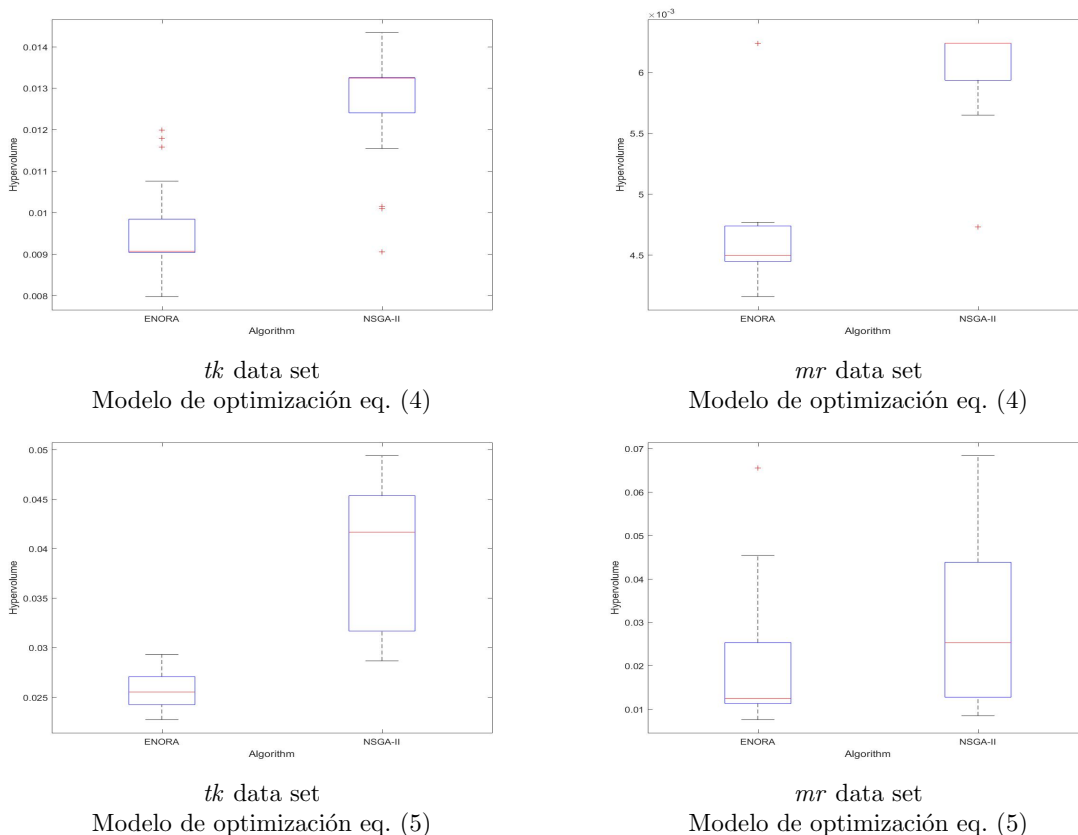 0.014
0.013
0.012
0.011
0.01
0.009
0.008
Hypervolume
ENORA
NSGA-II
Algorithm
tk data set
Modelo de optimización eq. (4)
×10-3
6
5.5
5
4.5
Hypervolume
ENORA
NSGA-II
Algorithm
mr data set
Modelo de optimización eq. (4)
0.05
0.045
0.04
0.035
0.03
0.025
Hypervolume
ENORA
NSGA-II
Algorithm
tk data set
Modelo de optimización eq. (5)
0.07
0.06
0.05
0.04
0.03
0.02
0.01
Hypervolume
ENORA
NSGA-II
Algorithm
mr data set
Modelo de optimización eq. (5)